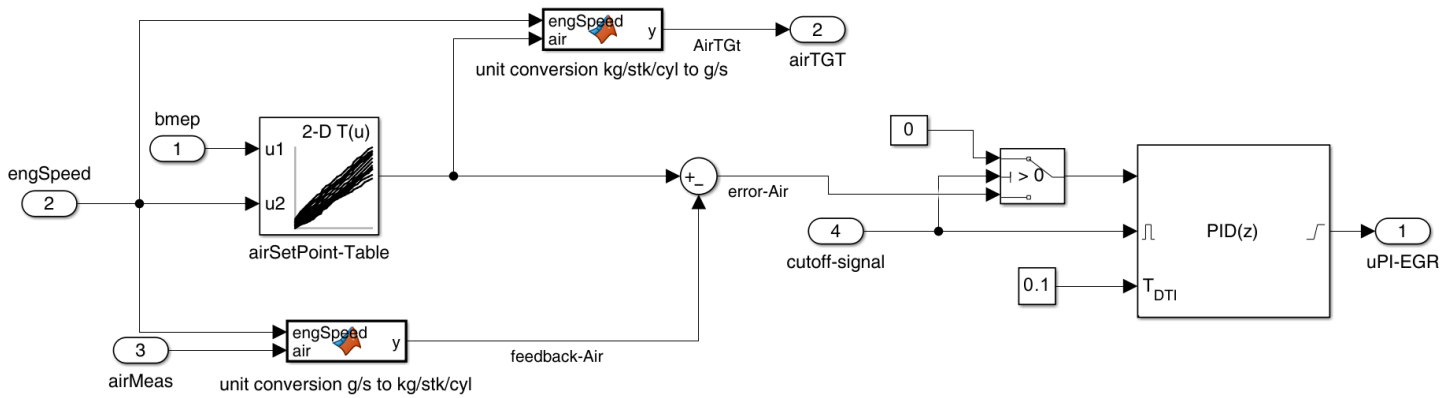 engSpeed
air
y
AirTGt
2
airTGT
unit conversion kg/stk/cyl to g/s
bmep
1
2-D T(u)
u1
u2
airSetPoint-Table
engSpeed
2
+
_
error-Air
0
> 0
4
cutoff-signal
0.1
PID(z)
TDTI
1
uPI-EGR
3
airMeas
engSpeed
air
y
feedback-Air
unit conversion g/s to kg/stk/cyl